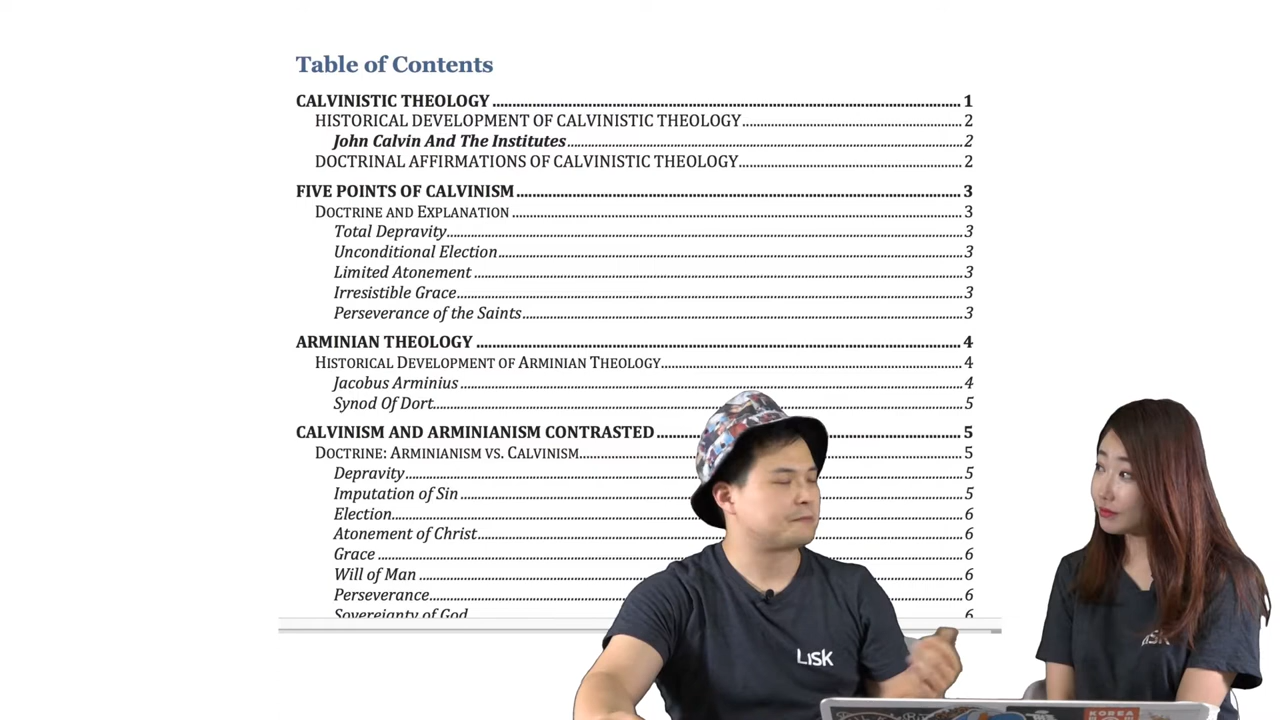 Table of Contents
CALVINISTIC THEOLOGY 1
HISTORICAL DEVELOPMENT OF CALVINISTIC THEOLOGY 2
John Calvin And The Institutes 2
DOCTRINAL AFFIRMATIONS OF CALVINISTIC THEOLOGY 2
FIVE POINTS OF CALVINISM 3
DOCTRINE AND EXPLANATION 3
Total Depravity 3
Unconditional Election 3
Limited Atonement 3
Irresistible Grace 3
Perseverance of the Saints 3
ARMINIAN THEOLOGY 4
HISTORICAL DEVELOPMENT OF ARMINIAN THEOLOGY 4
Jacobus Arminius 4
Synod Of Dort 5
CALVINISM AND ARMINIANISM CONTRASTED 5
DOCTRINE: ARMINIANISM VS. CALVINISM 5
Depravity 5
Imputation of Sin 5
Election 6
Atonement of Christ 6
Grace 6
Will of Man 6
Perseverance 6
Sovereignty of God 6
LISK
LISK
KOREA